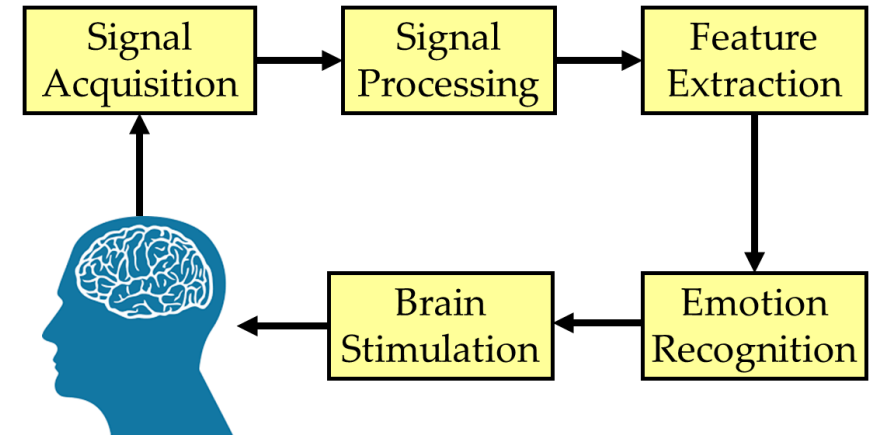 Signal
Acquisition
Signal
Processing
Feature
Extraction
Brain
Stimulation
Emotion
Recognition